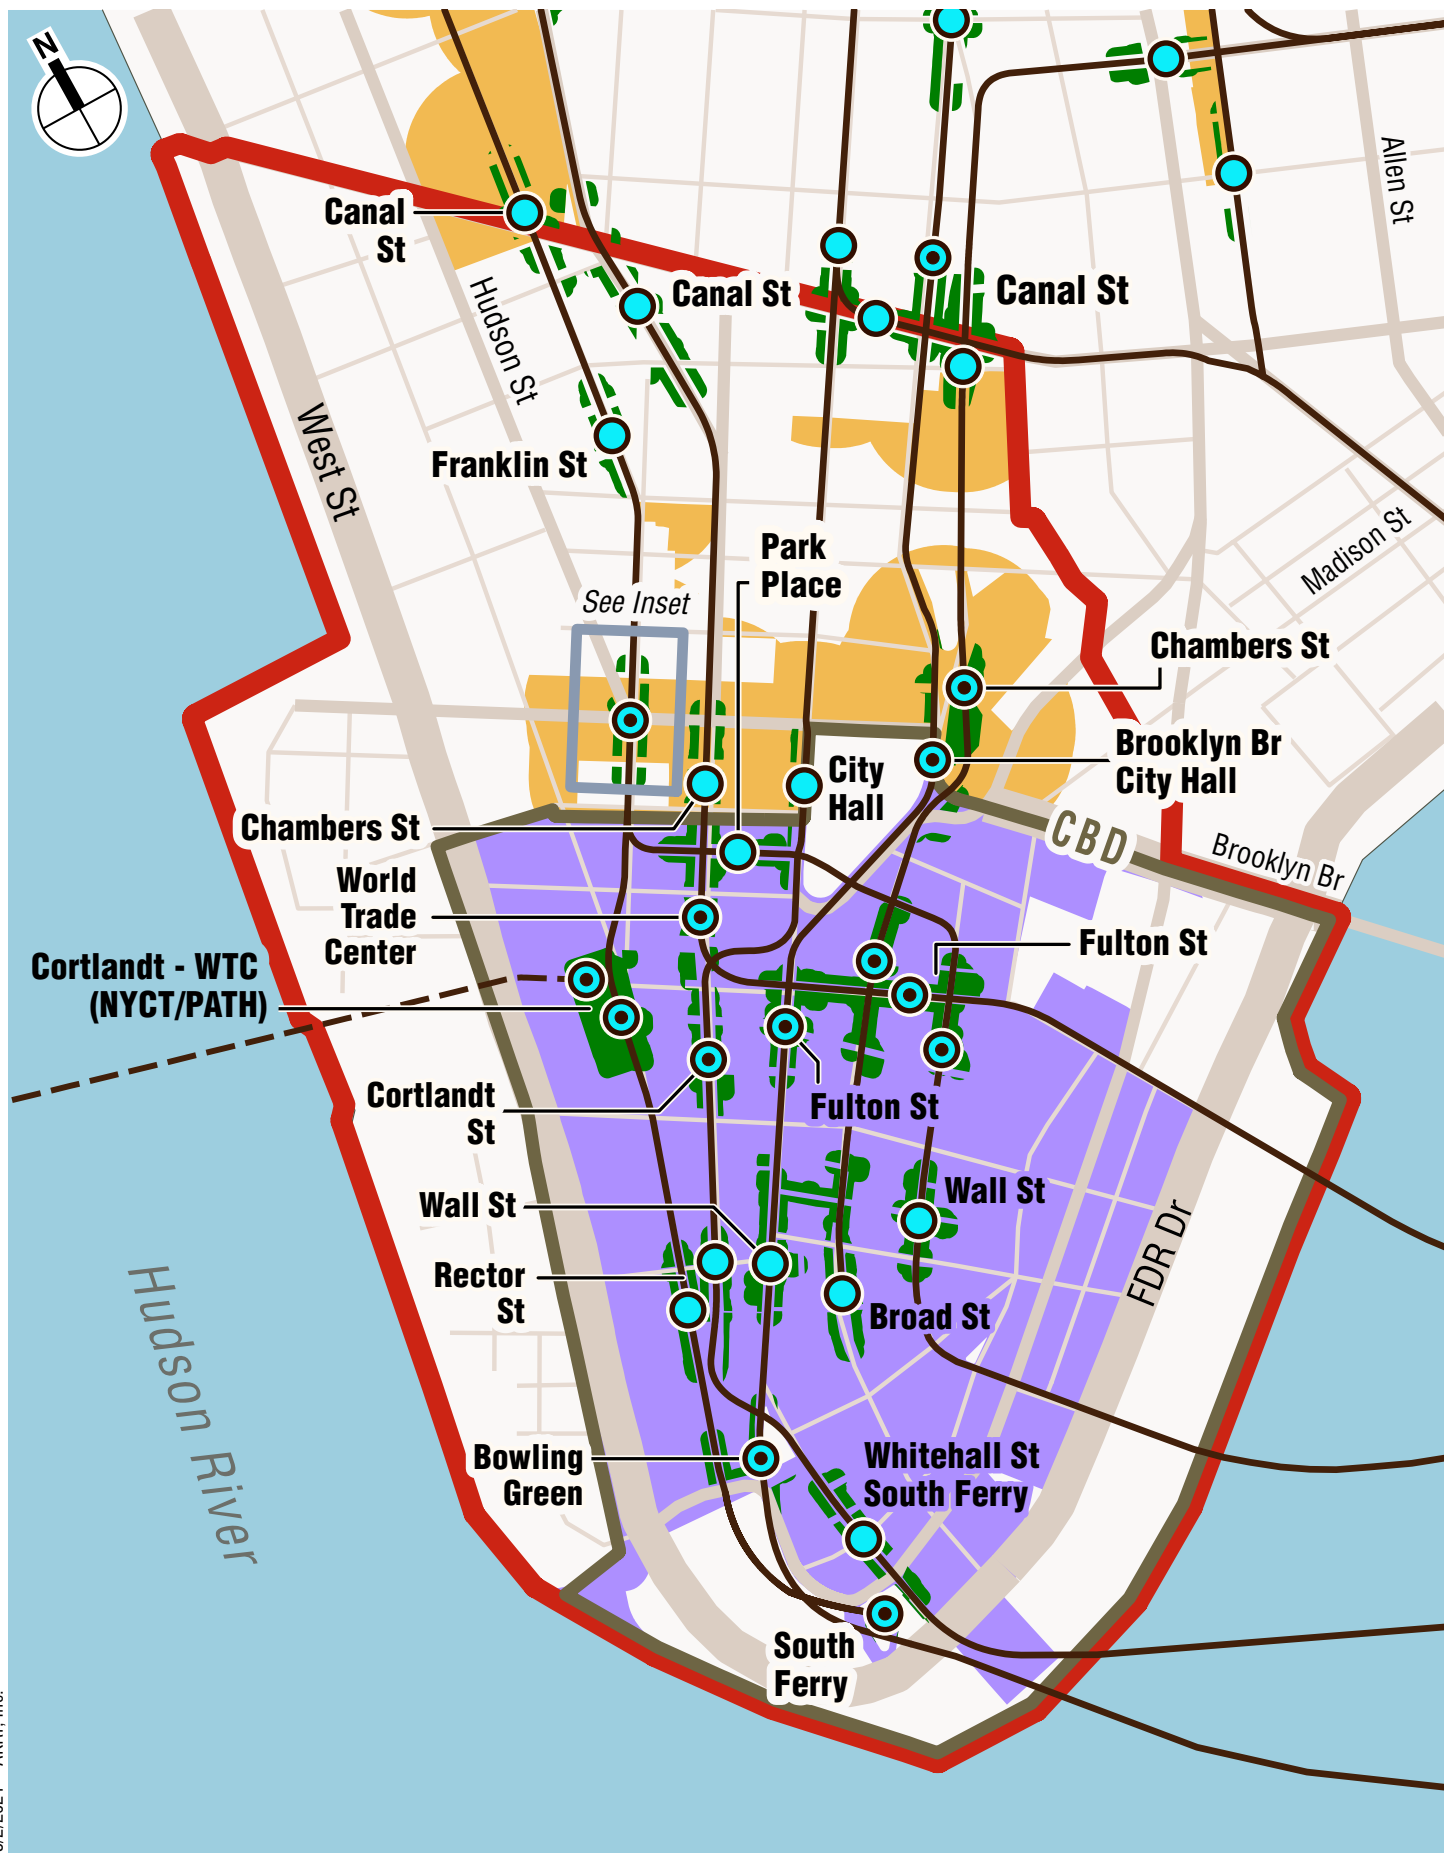 N
Allen St
Canal
St
Hudson St
Canal St
Canal St
West St
Franklin St
Madison St
Park
Place
See Inset
Chambers St
Brooklyn Br
City Hall
City
Hall
Chambers St
CBD
Brooklyn Br
World
Trade
Center
Fulton St
Cortlandt - WTC
(NYCT/PATH)
Cortlandt
St
Fulton St
Wall St
Wall St
FDR Dr
Rector
St
Broad St
Hudson River
Bowling
Green
Whitehall St
South Ferry
South
Ferry